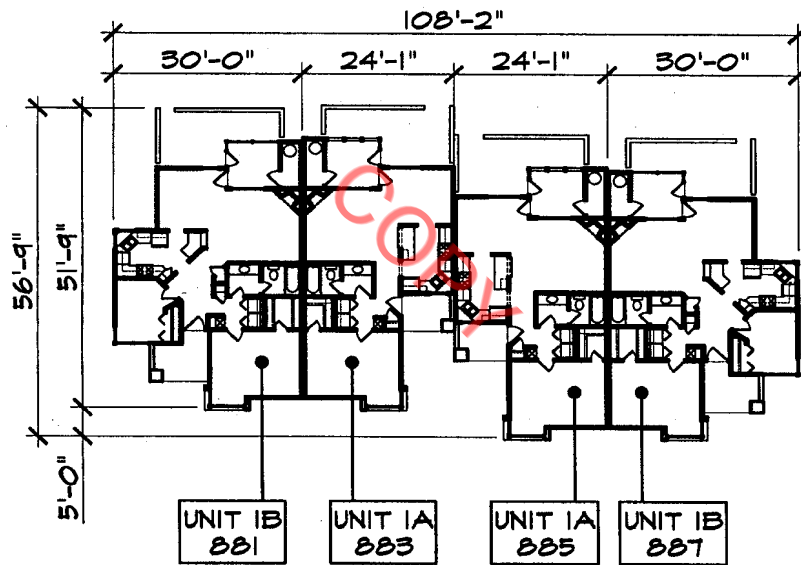 108'-2"
30'-0"
24'-1"
24'-1"
30'-0"
56'-9"
51'-9"
5'-0"
COPY
UNIT 1B
881
UNIT 1A
883
UNIT 1A
885
UNIT 1B
887